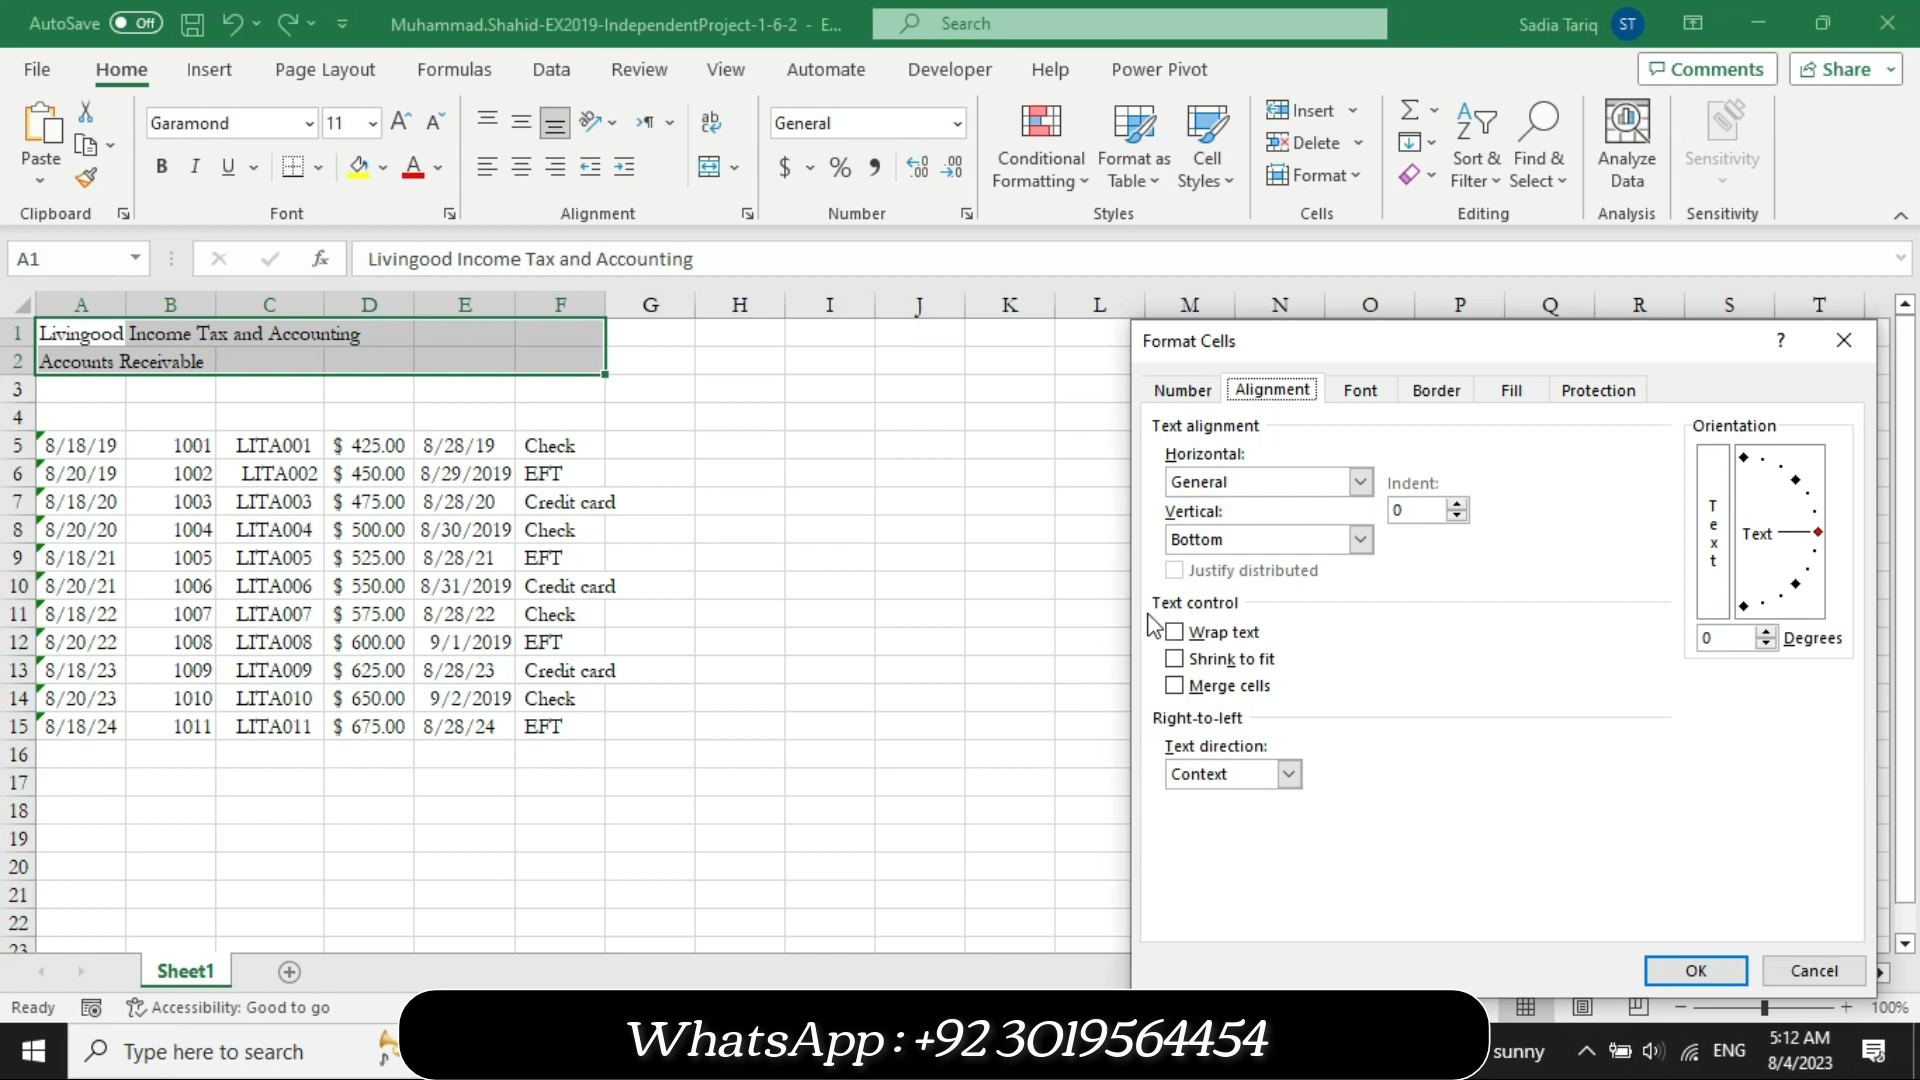 AutoSave Off Muhammad.Shahid-EX2019-IndependentProject-1-6-2 - E... Search Sadia Tariq ST
File Home Insert Page Layout Formulas Data Review View Automate Developer Help Power Pivot Comments Share
Paste
Garamond 11
B I U
General
$ % 9
Conditional Formatting
Format as Table
Cell Styles
Insert
Delete
Format
Sort & Filter
Find & Select
Analyze Data
Sensitivity
Clipboard Font Alignment Number Styles Cells Editing Analysis Sensitivity
A1 fx Livingood Income Tax and Accounting
A B C D E F G H I J K L M N O P Q R S T
1 Livingood Income Tax and Accounting
2 Accounts Receivable
3
4
5 8/18/19 1001 LITA001 $ 425.00 8/28/19 Check
6 8/20/19 1002 LITA002 $ 450.00 8/29/2019 EFT
7 8/18/20 1003 LITA003 $ 475.00 8/28/20 Credit card
8 8/20/20 1004 LITA004 $ 500.00 8/30/2019 Check
9 8/18/21 1005 LITA005 $ 525.00 8/28/21 EFT
10 8/20/21 1006 LITA006 $ 550.00 8/31/2019 Credit card
11 8/18/22 1007 LITA007 $ 575.00 8/28/22 Check
12 8/20/22 1008 LITA008 $ 600.00 9/1/2019 EFT
13 8/18/23 1009 LITA009 $ 625.00 8/28/23 Credit card
14 8/20/23 1010 LITA010 $ 650.00 9/2/2019 Check
15 8/18/24 1011 LITA011 $ 675.00 8/28/24 EFT
16
17
18
19
20
21
22
23
Format Cells ?
Number Alignment Font Border Fill Protection
Text alignment
Horizontal:
General
Indent:
0
Vertical:
Bottom
Justify distributed
Text control
Wrap text
Shrink to fit
Merge cells
Right-to-left
Text direction:
Context
Orientation
Text
Text
0 Degrees
OK Cancel
Sheet1
Ready Accessibility: Good to go 100%
WhatsApp : +92 3019564454
Type here to search sunny ENG
5:12 AM
8/4/2023